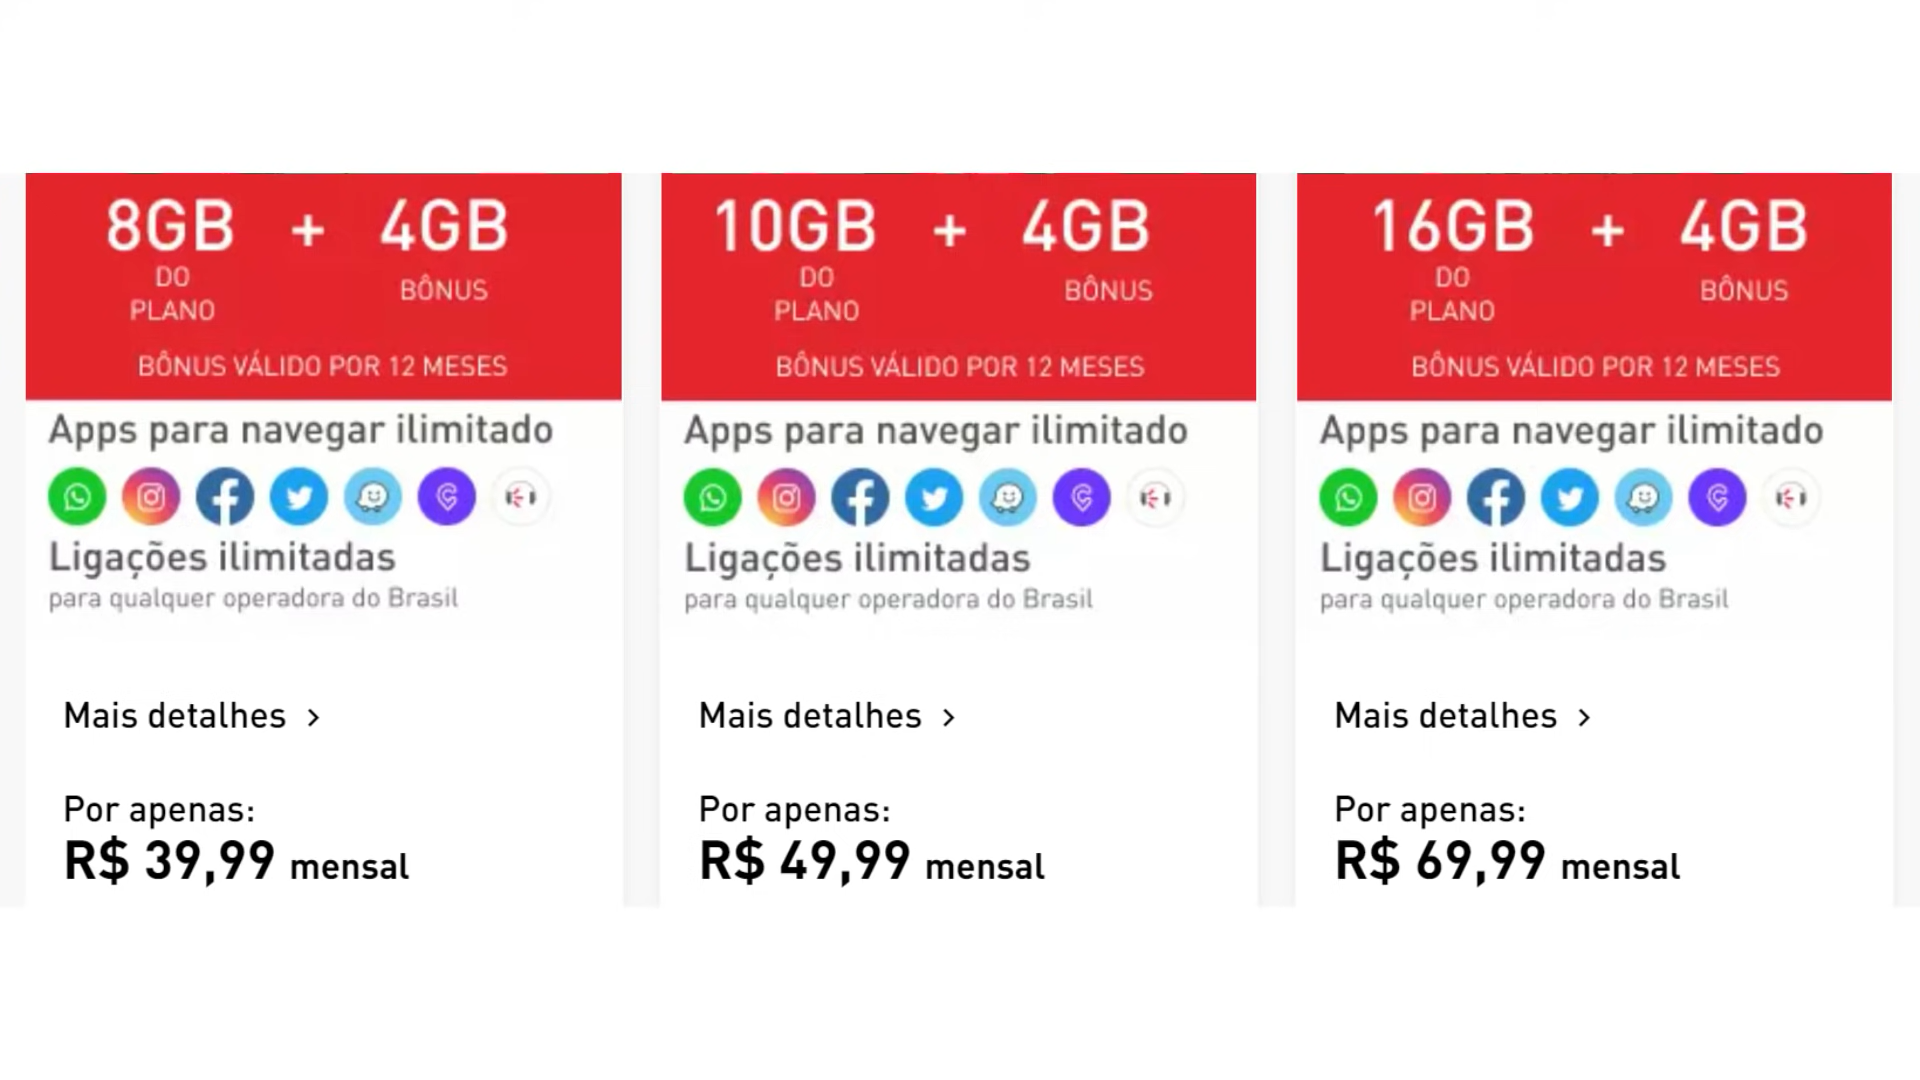 8GB + 4GB
DO
PLANO
BÔNUS
BÔNUS VÁLIDO POR 12 MESES
Apps para navegar ilimitado
Ligações ilimitadas
para qualquer operadora do Brasil
Mais detalhes >
Por apenas:
R$ 39,99 mensal
10GB + 4GB
DO
PLANO
BÔNUS
BÔNUS VÁLIDO POR 12 MESES
Apps para navegar ilimitado
Ligações ilimitadas
para qualquer operadora do Brasil
Mais detalhes >
Por apenas:
R$ 49,99 mensal
16GB + 4GB
DO
PLANO
BÔNUS
BÔNUS VÁLIDO POR 12 MESES
Apps para navegar ilimitado
Ligações ilimitadas
para qualquer operadora do Brasil
Mais detalhes >
Por apenas:
R$ 69,99 mensal